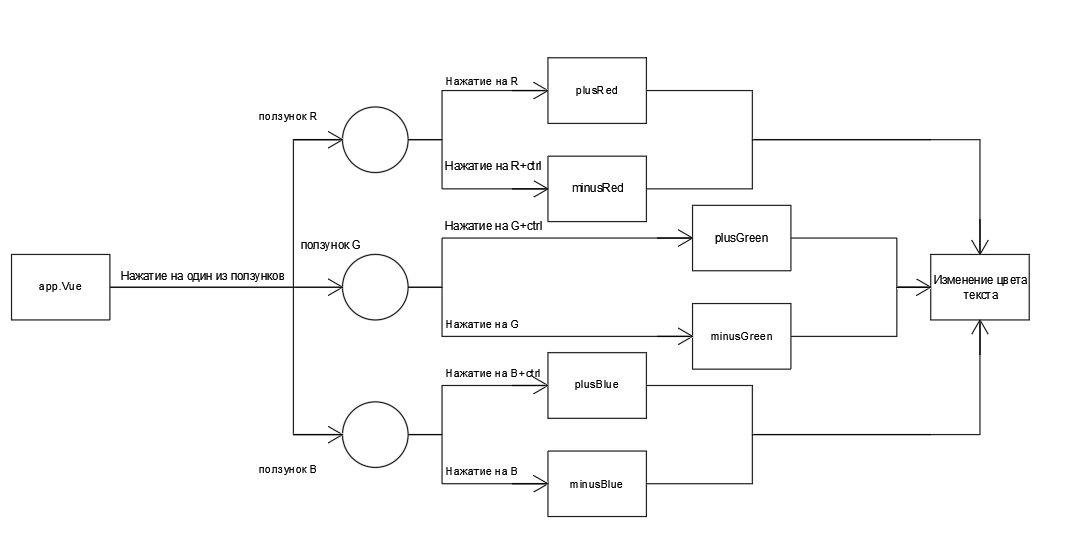 Нажатие на R
plusRed
ползунок R
Нажатие на R+ctrl
minusRed
Нажатие на G+ctrl
plusGreen
ползунок G
app.Vue
Нажатие на один из ползунков
Изменение цвета
текста
Нажатие на G
minusGreen
Нажатие на B+ctrl
plusBlue
ползунок B
Нажатие на B
minusBlue